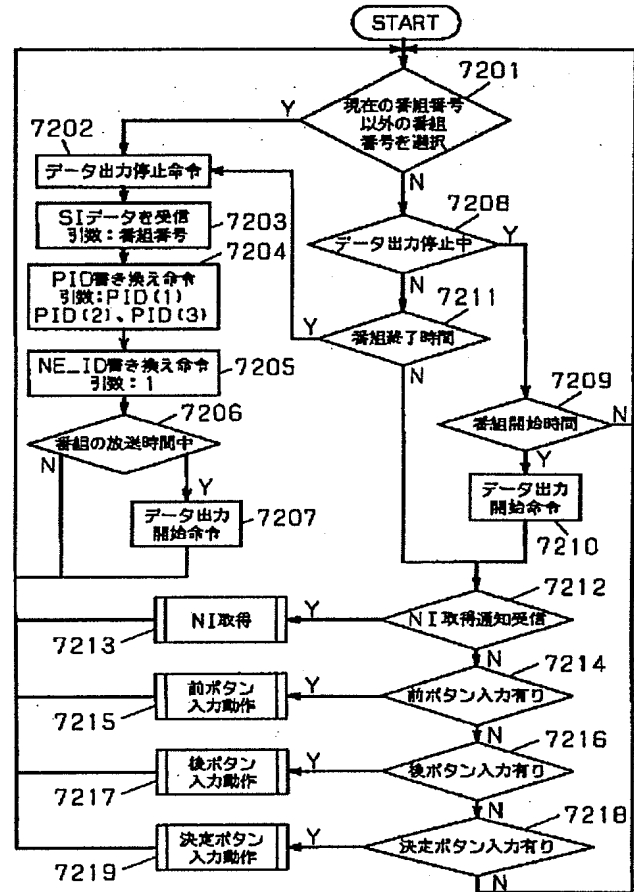 START
7201
現在の番組番号
以外の番組
番号を選択
Y
N
7202
データ出力停止命令
SIデータを受信
引数：番組番号
7203
7204
PID書き換え命令
引数：PID(1)
PID(2)、PID(3)
NE_ID書き換え命令
引数：1
7205
7206
番組の放送時間中
N
Y
データ出力
開始命令
7207
7208
データ出力停止中
Y
N
7211
番組終了時間
Y
N
7209
番組開始時間
N
Y
データ出力
開始命令
7210
7212
NI取得通知受信
Y
N
NI取得
7213
7214
前ボタン入力有り
Y
N
前ボタン
入力動作
7215
7216
後ボタン入力有り
Y
N
後ボタン
入力動作
7217
7218
決定ボタン入力有り
Y
N
決定ボタン
入力動作
7219